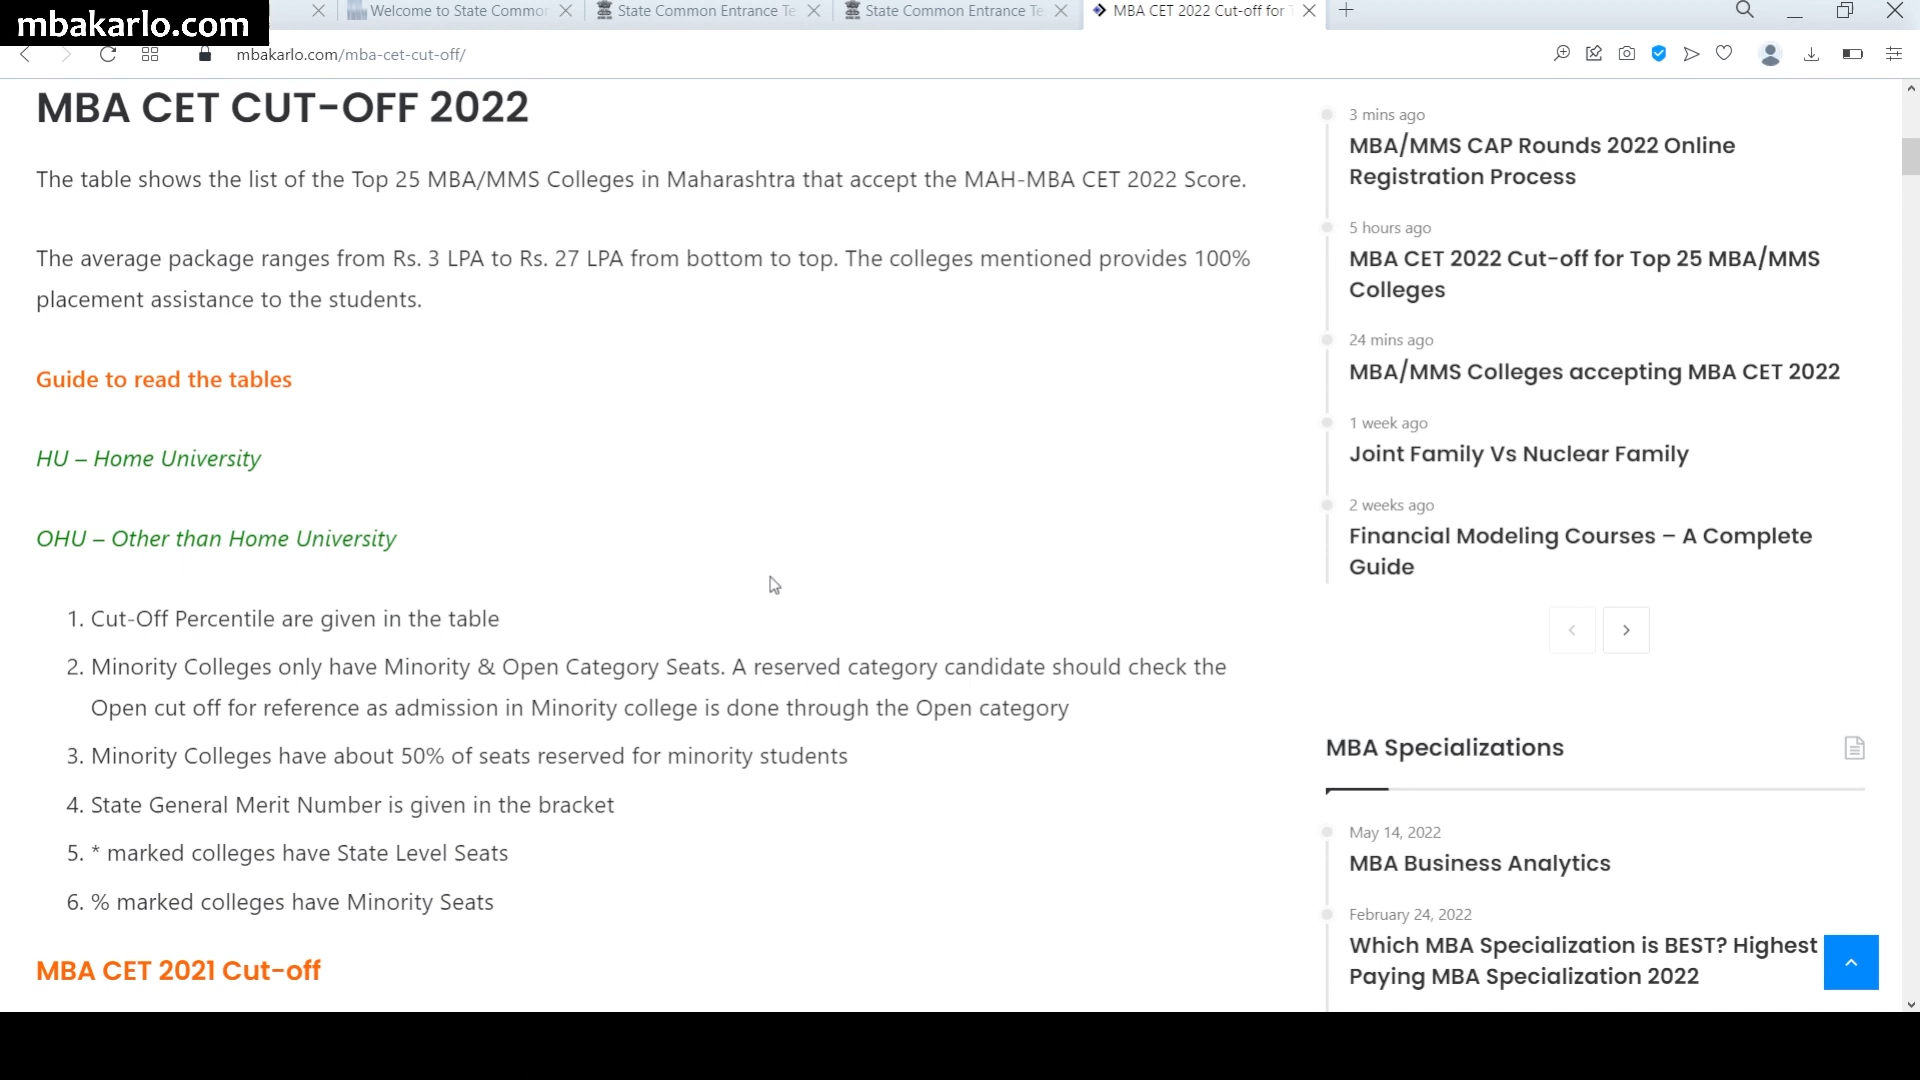 mbakarlo.com
Welcome to State Common
State Common Entrance Te
State Common Entrance Te
MBA CET 2022 Cut-off for T
mbakarlo.com/mba-cet-cut-off/
MBA CET CUT-OFF 2022
The table shows the list of the Top 25 MBA/MMS Colleges in Maharashtra that accept the MAH-MBA CET 2022 Score.
The average package ranges from Rs. 3 LPA to Rs. 27 LPA from bottom to top. The colleges mentioned provides 100%
placement assistance to the students.
Guide to read the tables
HU – Home University
OHU – Other than Home University
1. Cut-Off Percentile are given in the table
2. Minority Colleges only have Minority & Open Category Seats. A reserved category candidate should check the
Open cut off for reference as admission in Minority college is done through the Open category
3. Minority Colleges have about 50% of seats reserved for minority students
4. State General Merit Number is given in the bracket
5. * marked colleges have State Level Seats
6. % marked colleges have Minority Seats
MBA CET 2021 Cut-off
3 mins ago
MBA/MMS CAP Rounds 2022 Online
Registration Process
5 hours ago
MBA CET 2022 Cut-off for Top 25 MBA/MMS
Colleges
24 mins ago
MBA/MMS Colleges accepting MBA CET 2022
1 week ago
Joint Family Vs Nuclear Family
2 weeks ago
Financial Modeling Courses – A Complete
Guide
MBA Specializations
May 14, 2022
MBA Business Analytics
February 24, 2022
Which MBA Specialization is BEST? Highest
Paying MBA Specialization 2022